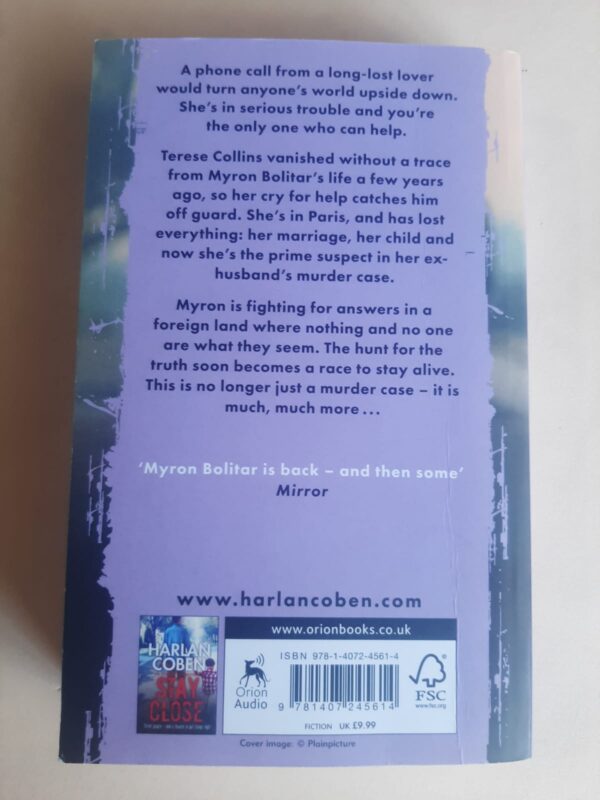 A phone call from a long-lost lover
would turn anyone's world upside down.
She's in serious trouble and you're
the only one who can help.
Terese Collins vanished without a trace
from Myron Bolitar's life a few years
ago, so her cry for help catches him
off guard. She's in Paris, and has lost
everything: her marriage, her child and
now she's the prime suspect in her ex-
husband's murder case.
Myron is fighting for answers in a
foreign land where nothing and no one
are what they seem. The hunt for the
truth soon becomes a race to stay alive.
This is no longer just a murder case – it is
much, much more...
'Myron Bolitar is back – and then some'
Mirror
www.harlancoben.com
HARLAN
COBEN
STAY
CLOSE
www.orionbooks.co.uk
ISBN 978-1-4072-4561-4
Orion
Audio
9 781407 245614
FSC
www.fsc.org
FICTION UK £9.99
Cover image: © Plainpicture